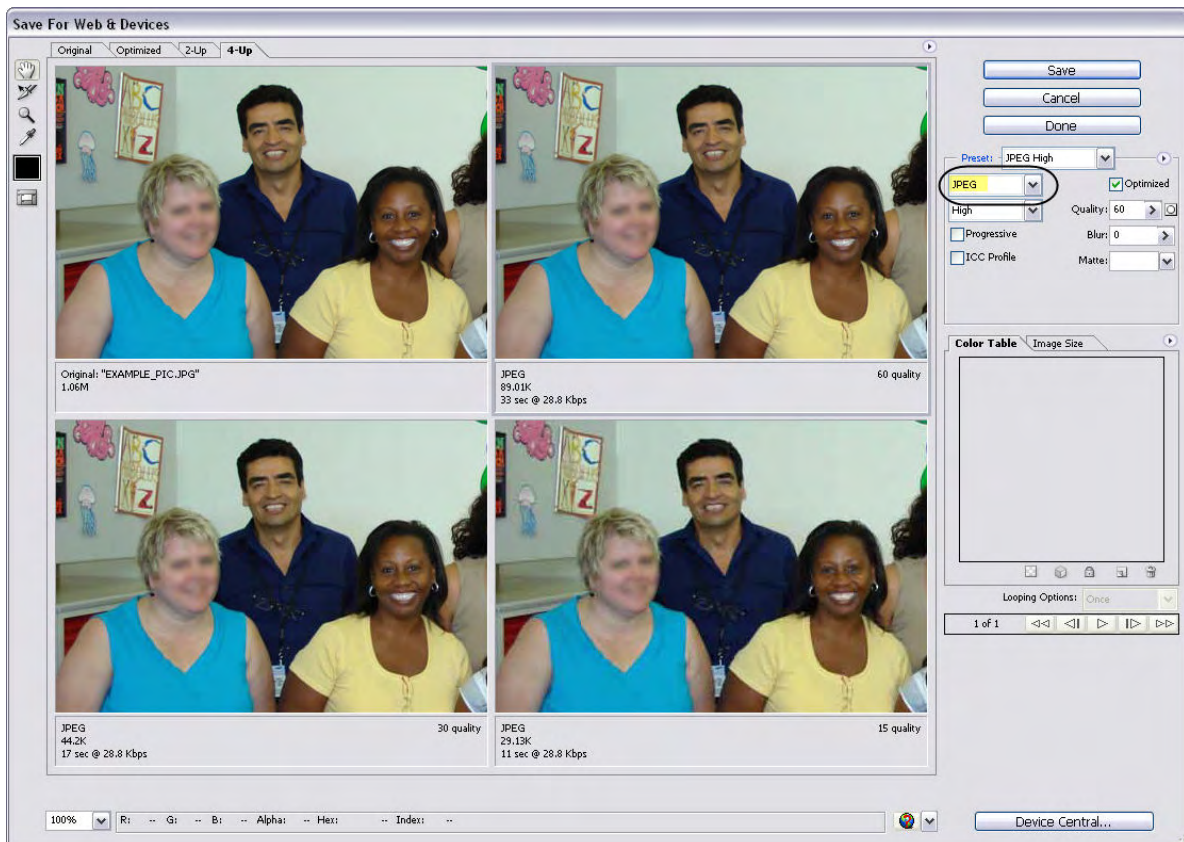 Save For Web & Devices
Original Optimized 2-Up 4-Up
Save
Cancel
Done
Preset: JPEG High
JPEG
Optimized
High
Quality: 60
Progressive
Blur: 0
ICC Profile
Matte:
ABC
Z
Original: "EXAMPLE_PIC.JPG"
1.06M
JPEG 60 quality
89.01K
33 sec @ 28.8 Kbps
Color Table Image Size
Looping Options: Once
1 of 1
ABC
Z
JPEG 30 quality
44.2K
17 sec @ 28.8 Kbps
JPEG 15 quality
29.13K
11 sec @ 28.8 Kbps
100% R: -- G: -- B: -- Alpha: -- Hex: -- Index: --
Device Central...